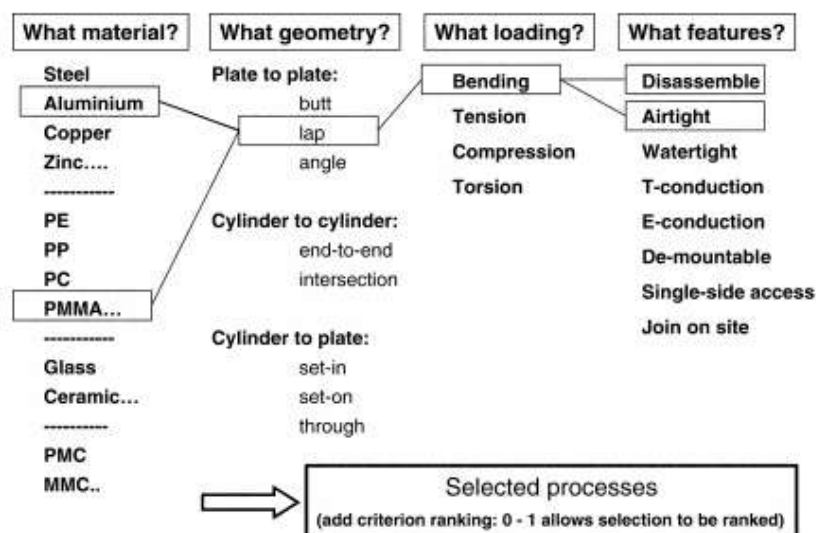 What material?
Steel
Aluminium
Copper
Zinc....
-----------
PE
PP
PC
PMMA...
-----------
Glass
Ceramic...
----------
PMC
MMC..
What geometry?
Plate to plate:
butt
lap
angle
Cylinder to cylinder:
end-to-end
intersection
Cylinder to plate:
set-in
set-on
through
What loading?
Bending
Tension
Compression
Torsion
What features?
Disassemble
Airtight
Watertight
T-conduction
E-conduction
De-mountable
Single-side access
Join on site
Selected processes
(add criterion ranking: 0 - 1 allows selection to be ranked)